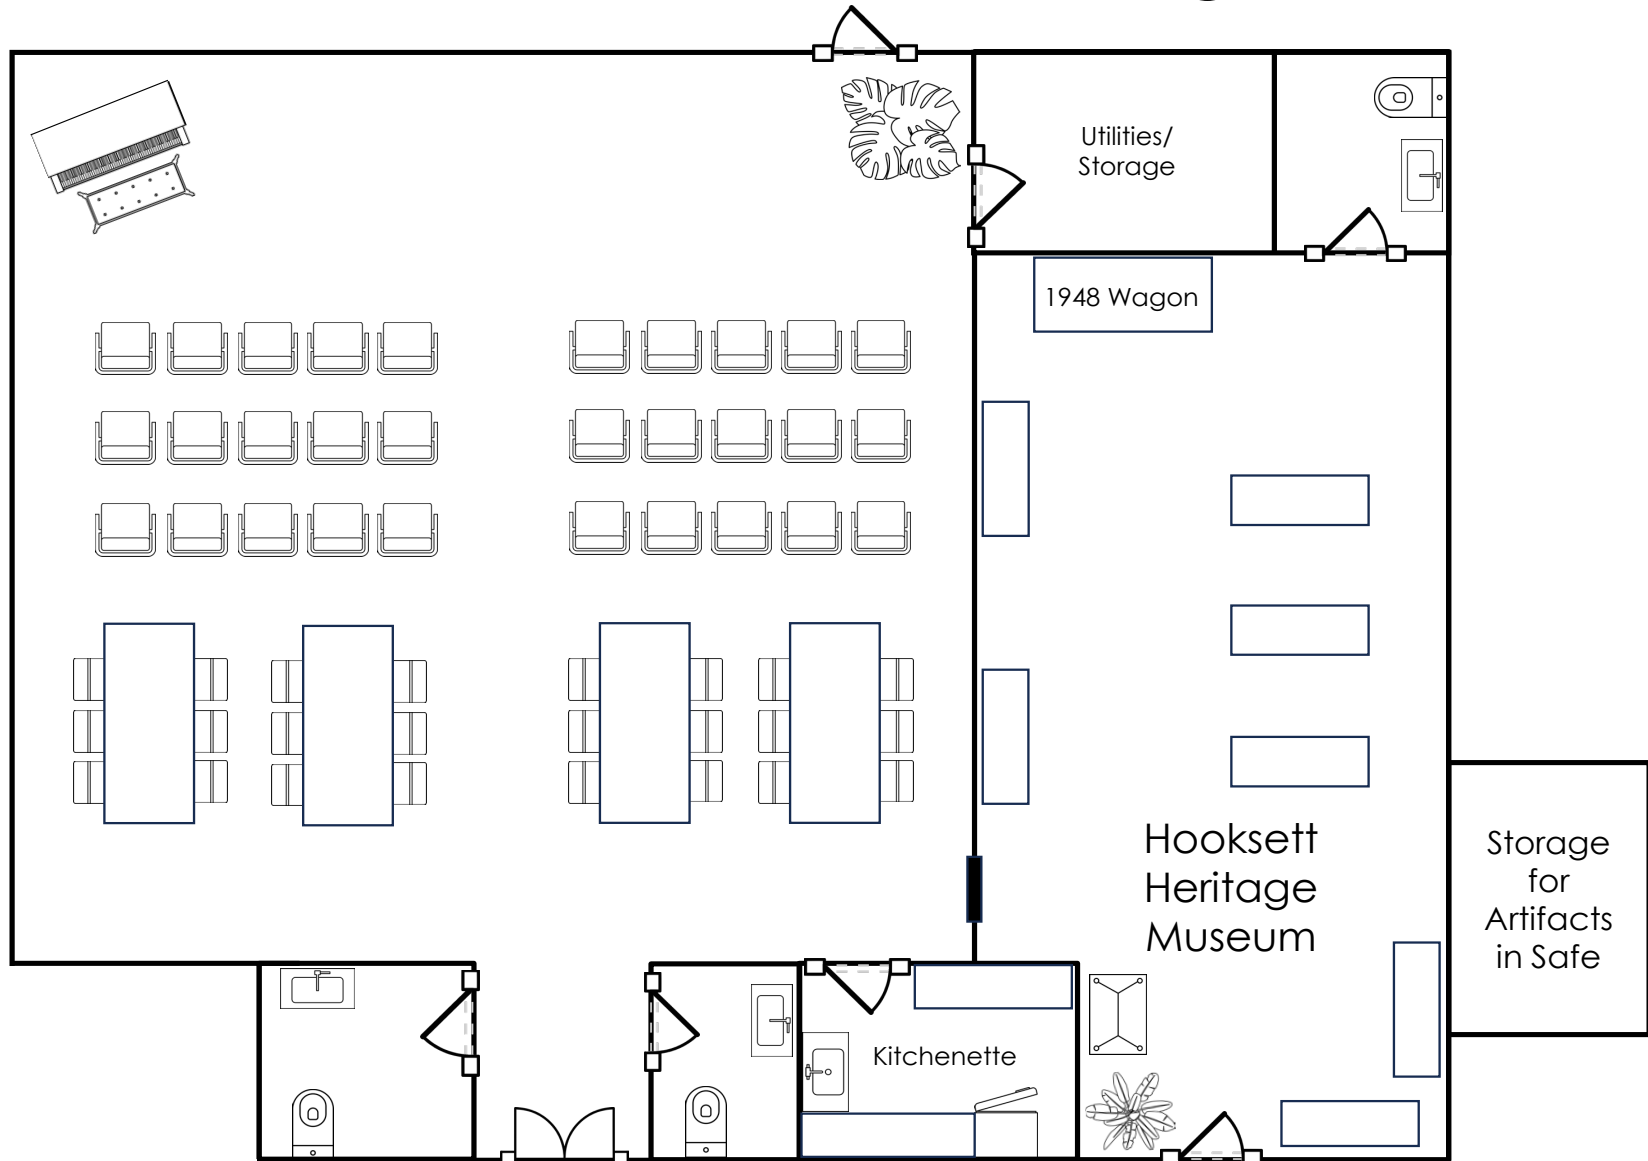 Utilities/
Storage
1948 Wagon
Hooksett
Heritage
Museum
Storage
for
Artifacts
in Safe
Kitchenette